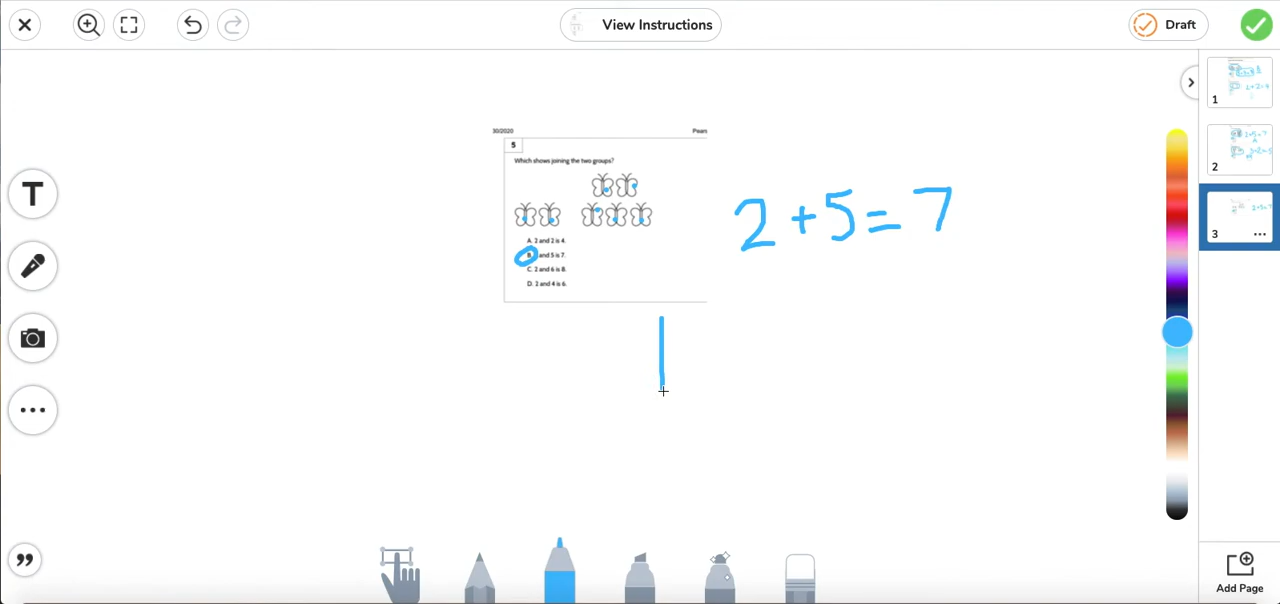 View Instructions
Draft
T
1
2
3
30/2020
Pears
5
Which shows joining the two groups?
A. 2 and 2 is 4.
B. and 5 is 7.
C. 2 and 6 is 8.
D. 2 and 4 is 6.
2+5=7
Add Page